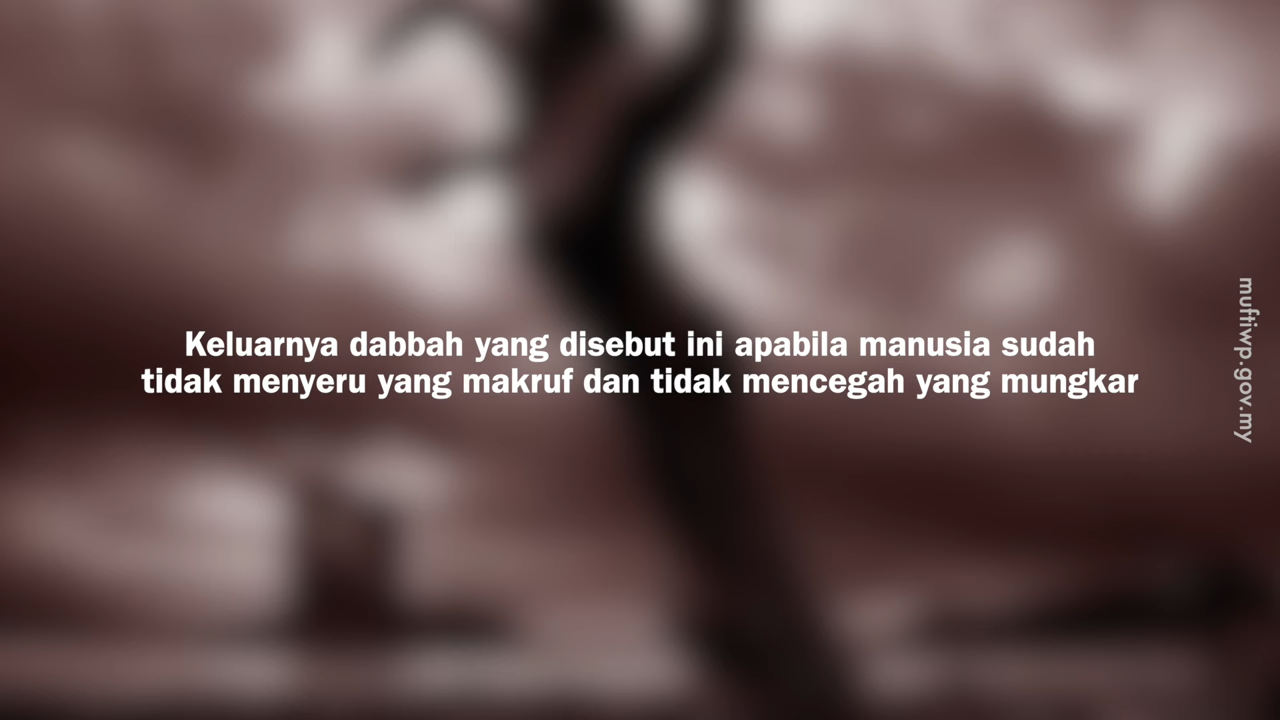 Keluarnya dabbah yang disebut ini apabila manusia sudah
tidak menyeru yang makruf dan tidak mencegah yang mungkar
muftiwp.gov.my